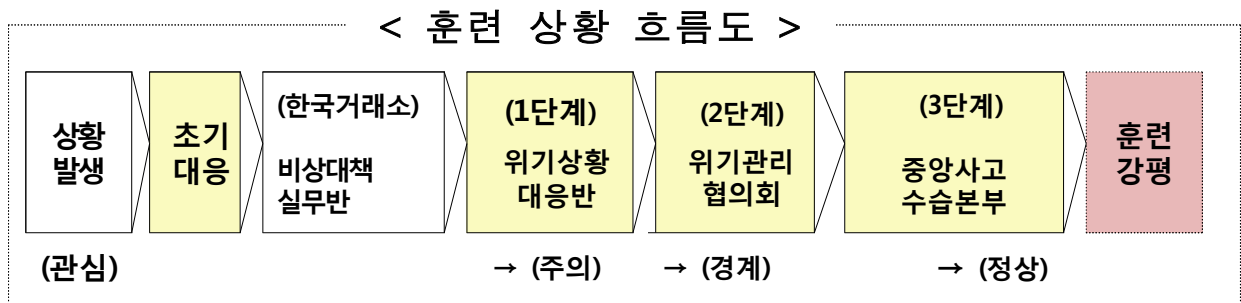 < 훈련 상황 흐름도 >
상황
발생
초기
대응
(한국거래소)
비상대책
실무반
(1단계)
위기상황
대응반
(2단계)
위기관리
협의회
(3단계)
중앙사고
수습본부
훈련
강평
(관심)
→ (주의)
→ (경계)
→ (정상)